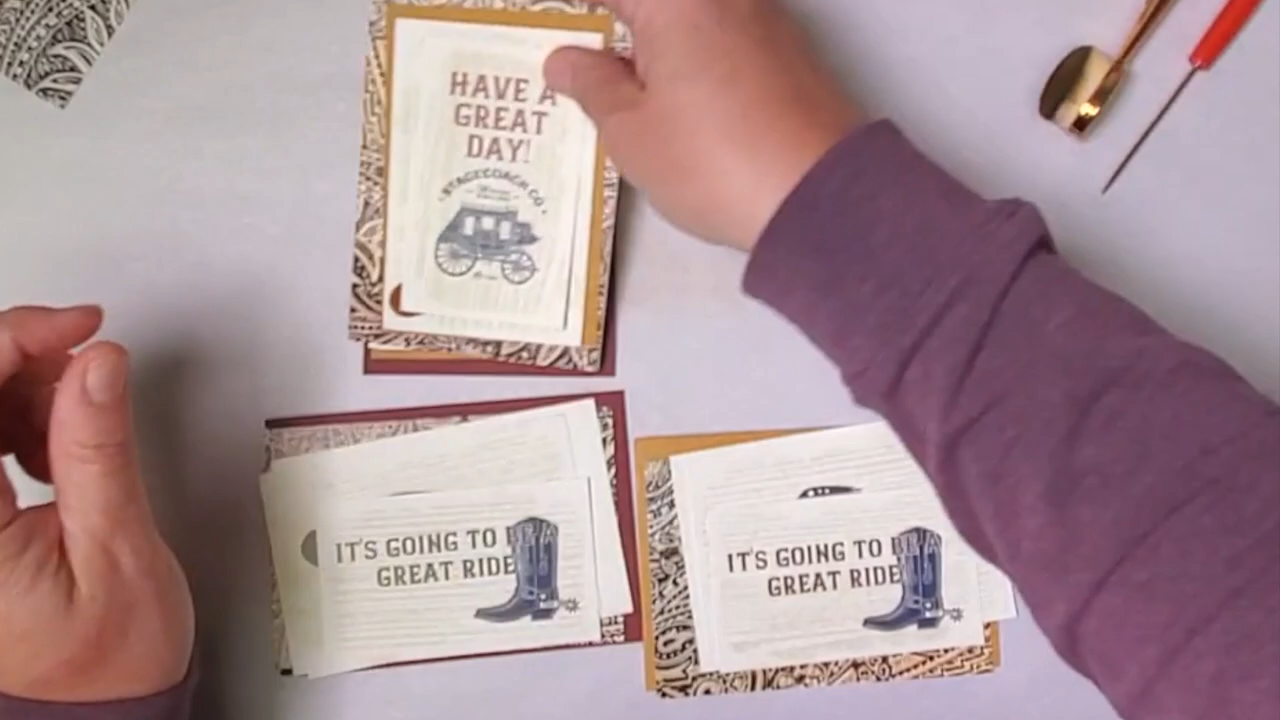 HAVE A
GREAT
DAY!
STAGECOACH CO
IT'S GOING TO BE A
GREAT RIDE
IT'S GOING TO BE A
GREAT RIDE